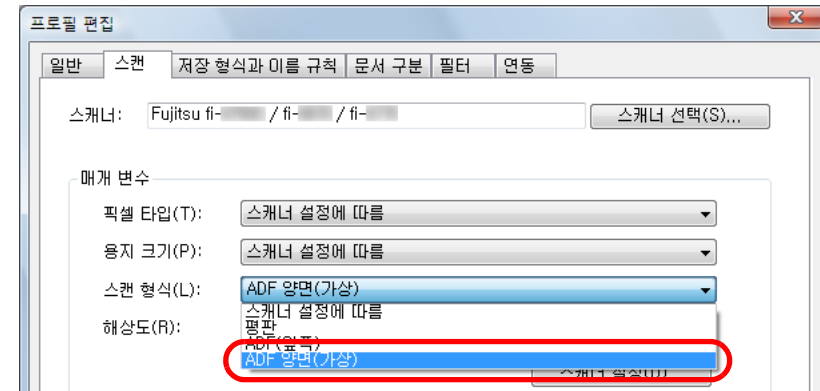 프로필 편집
일반 스캔 저장 형식과 이름 규칙 문서 구분 필터 연동
스캐너: Fujitsu fi- / fi- / fi- 스캐너 선택(S)...
매개 변수
픽셀 타입(T): 스캐너 설정에 따름
용지 크기(P): 스캐너 설정에 따름
스캔 형식(L): ADF 양면(가상)
스캐너 설정에 따름
해상도(R): 평판
ADF(앞쪽)
ADF 양면(가상)